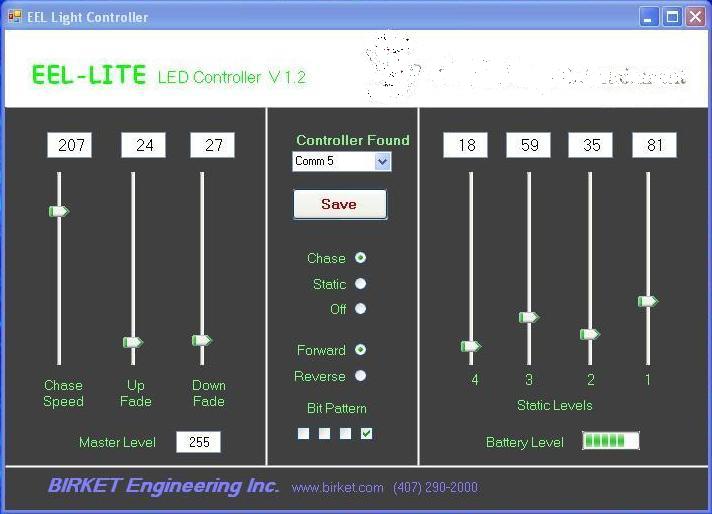 EEL Light Controller
EEL-LITE LED Controller V 1.2
207 24 27
Chase Speed
Up Fade
Down Fade
Master Level 255
Controller Found
Comm 5
Save
Chase
Static
Off
Forward
Reverse
Bit Pattern
18 59 35 81
4 3 2 1
Static Levels
Battery Level
BIRKET Engineering Inc. www.birket.com (407) 290-2000